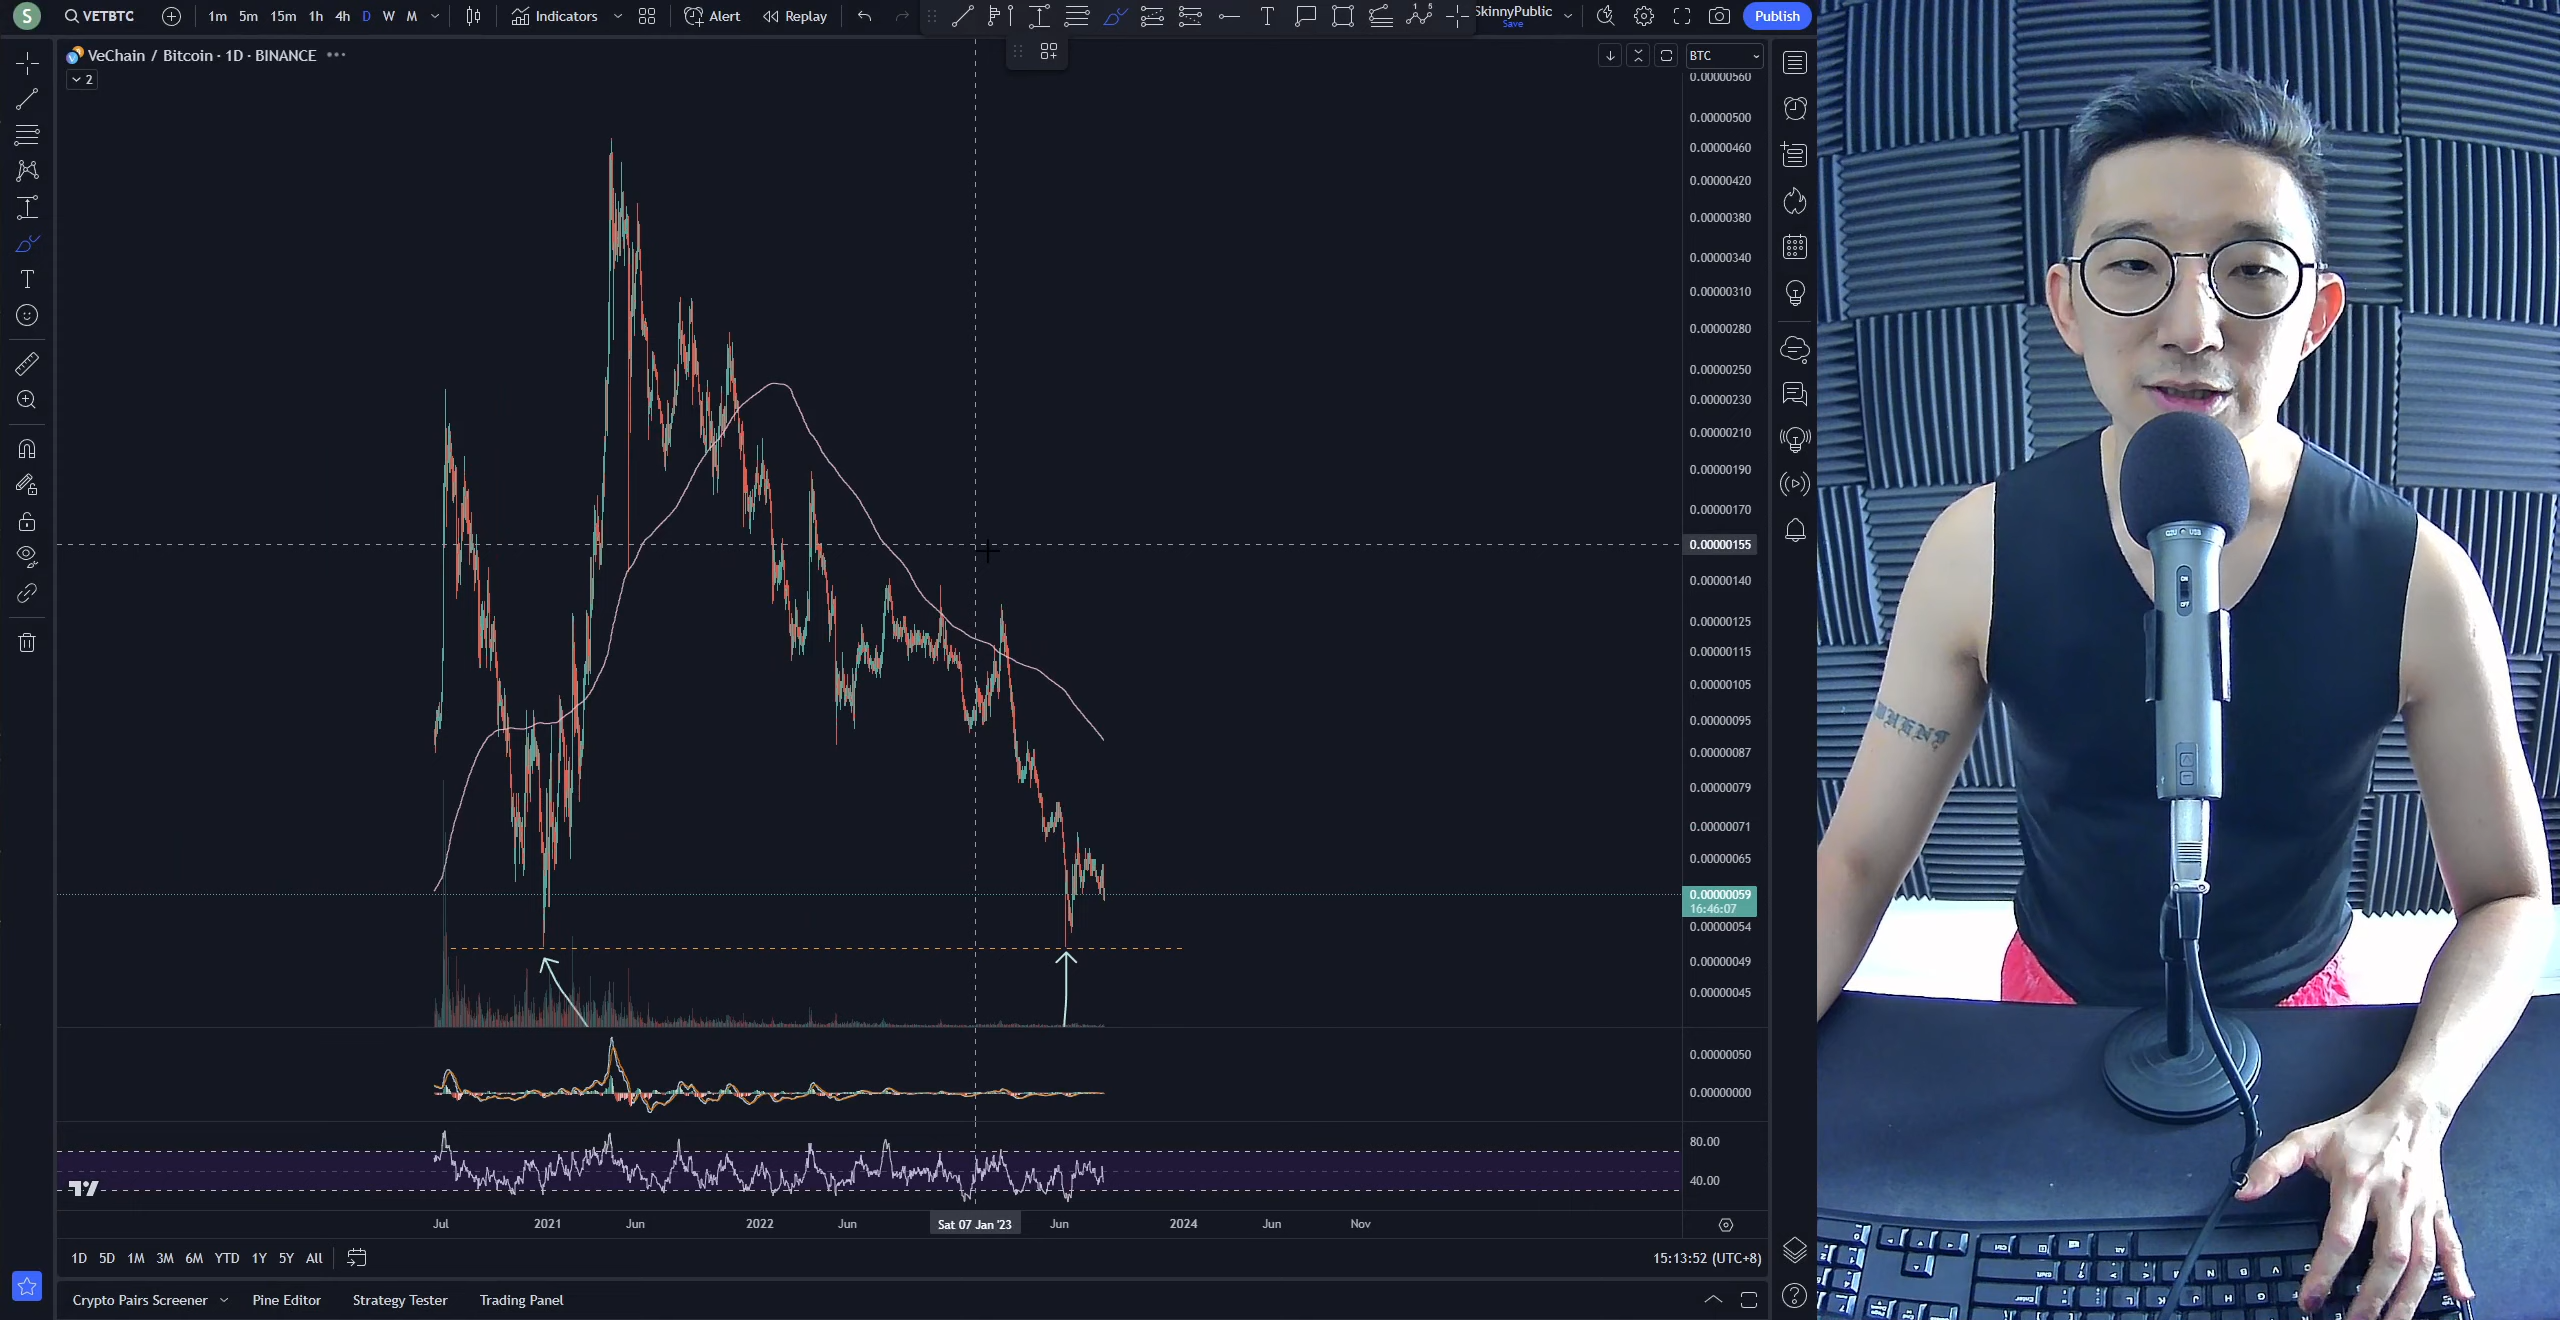 S
VETBTC
1m 5m 15m 1h 4h D W M
Indicators
Alert
Replay
SkinnyPublic
Save
Publish
VeChain / Bitcoin · 1D · BINANCE
2
BTC
0.00000560
0.00000500
0.00000460
0.00000420
0.00000380
0.00000340
0.00000310
0.00000280
0.00000250
0.00000230
0.00000210
0.00000190
0.00000170
0.00000155
0.00000140
0.00000125
0.00000115
0.00000105
0.00000095
0.00000087
0.00000079
0.00000071
0.00000065
0.00000059
16:46:07
0.00000054
0.00000049
0.00000045
0.00000050
0.00000000
80.00
40.00
Jul 2021 Jun 2022 Jun Sat 07 Jan '23 Jun 2024 Jun Nov
1D 5D 1M 3M 6M YTD 1Y 5Y All
15:13:52 (UTC+8)
Crypto Pairs Screener Pine Editor Strategy Tester Trading Panel
ON
OFF